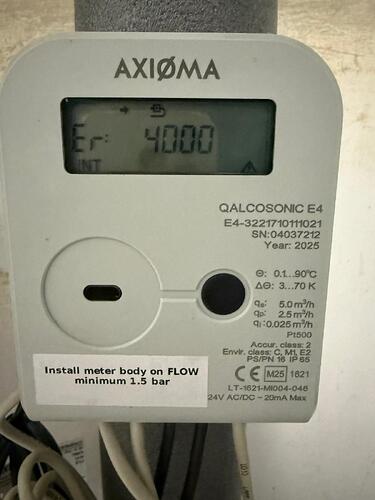 AXIØMA
Er: 4000
INT
QALCOSONIC E4
E4-3221710111021
SN:04037212
Year: 2025
Θ: 0.1...90°C
ΔΘ: 3...70 K
qs: 5.0 m³/h
qp: 2.5 m³/h
qi: 0.025 m³/h
Pt500
Accur. class: 2
Envir. class: C, M1, E2
PS/PN 16 IP 65
CE M25 1621
LT-1621-MI004-046
24V AC/DC ~ 20mA Max
Install meter body on FLOW
minimum 1.5 bar